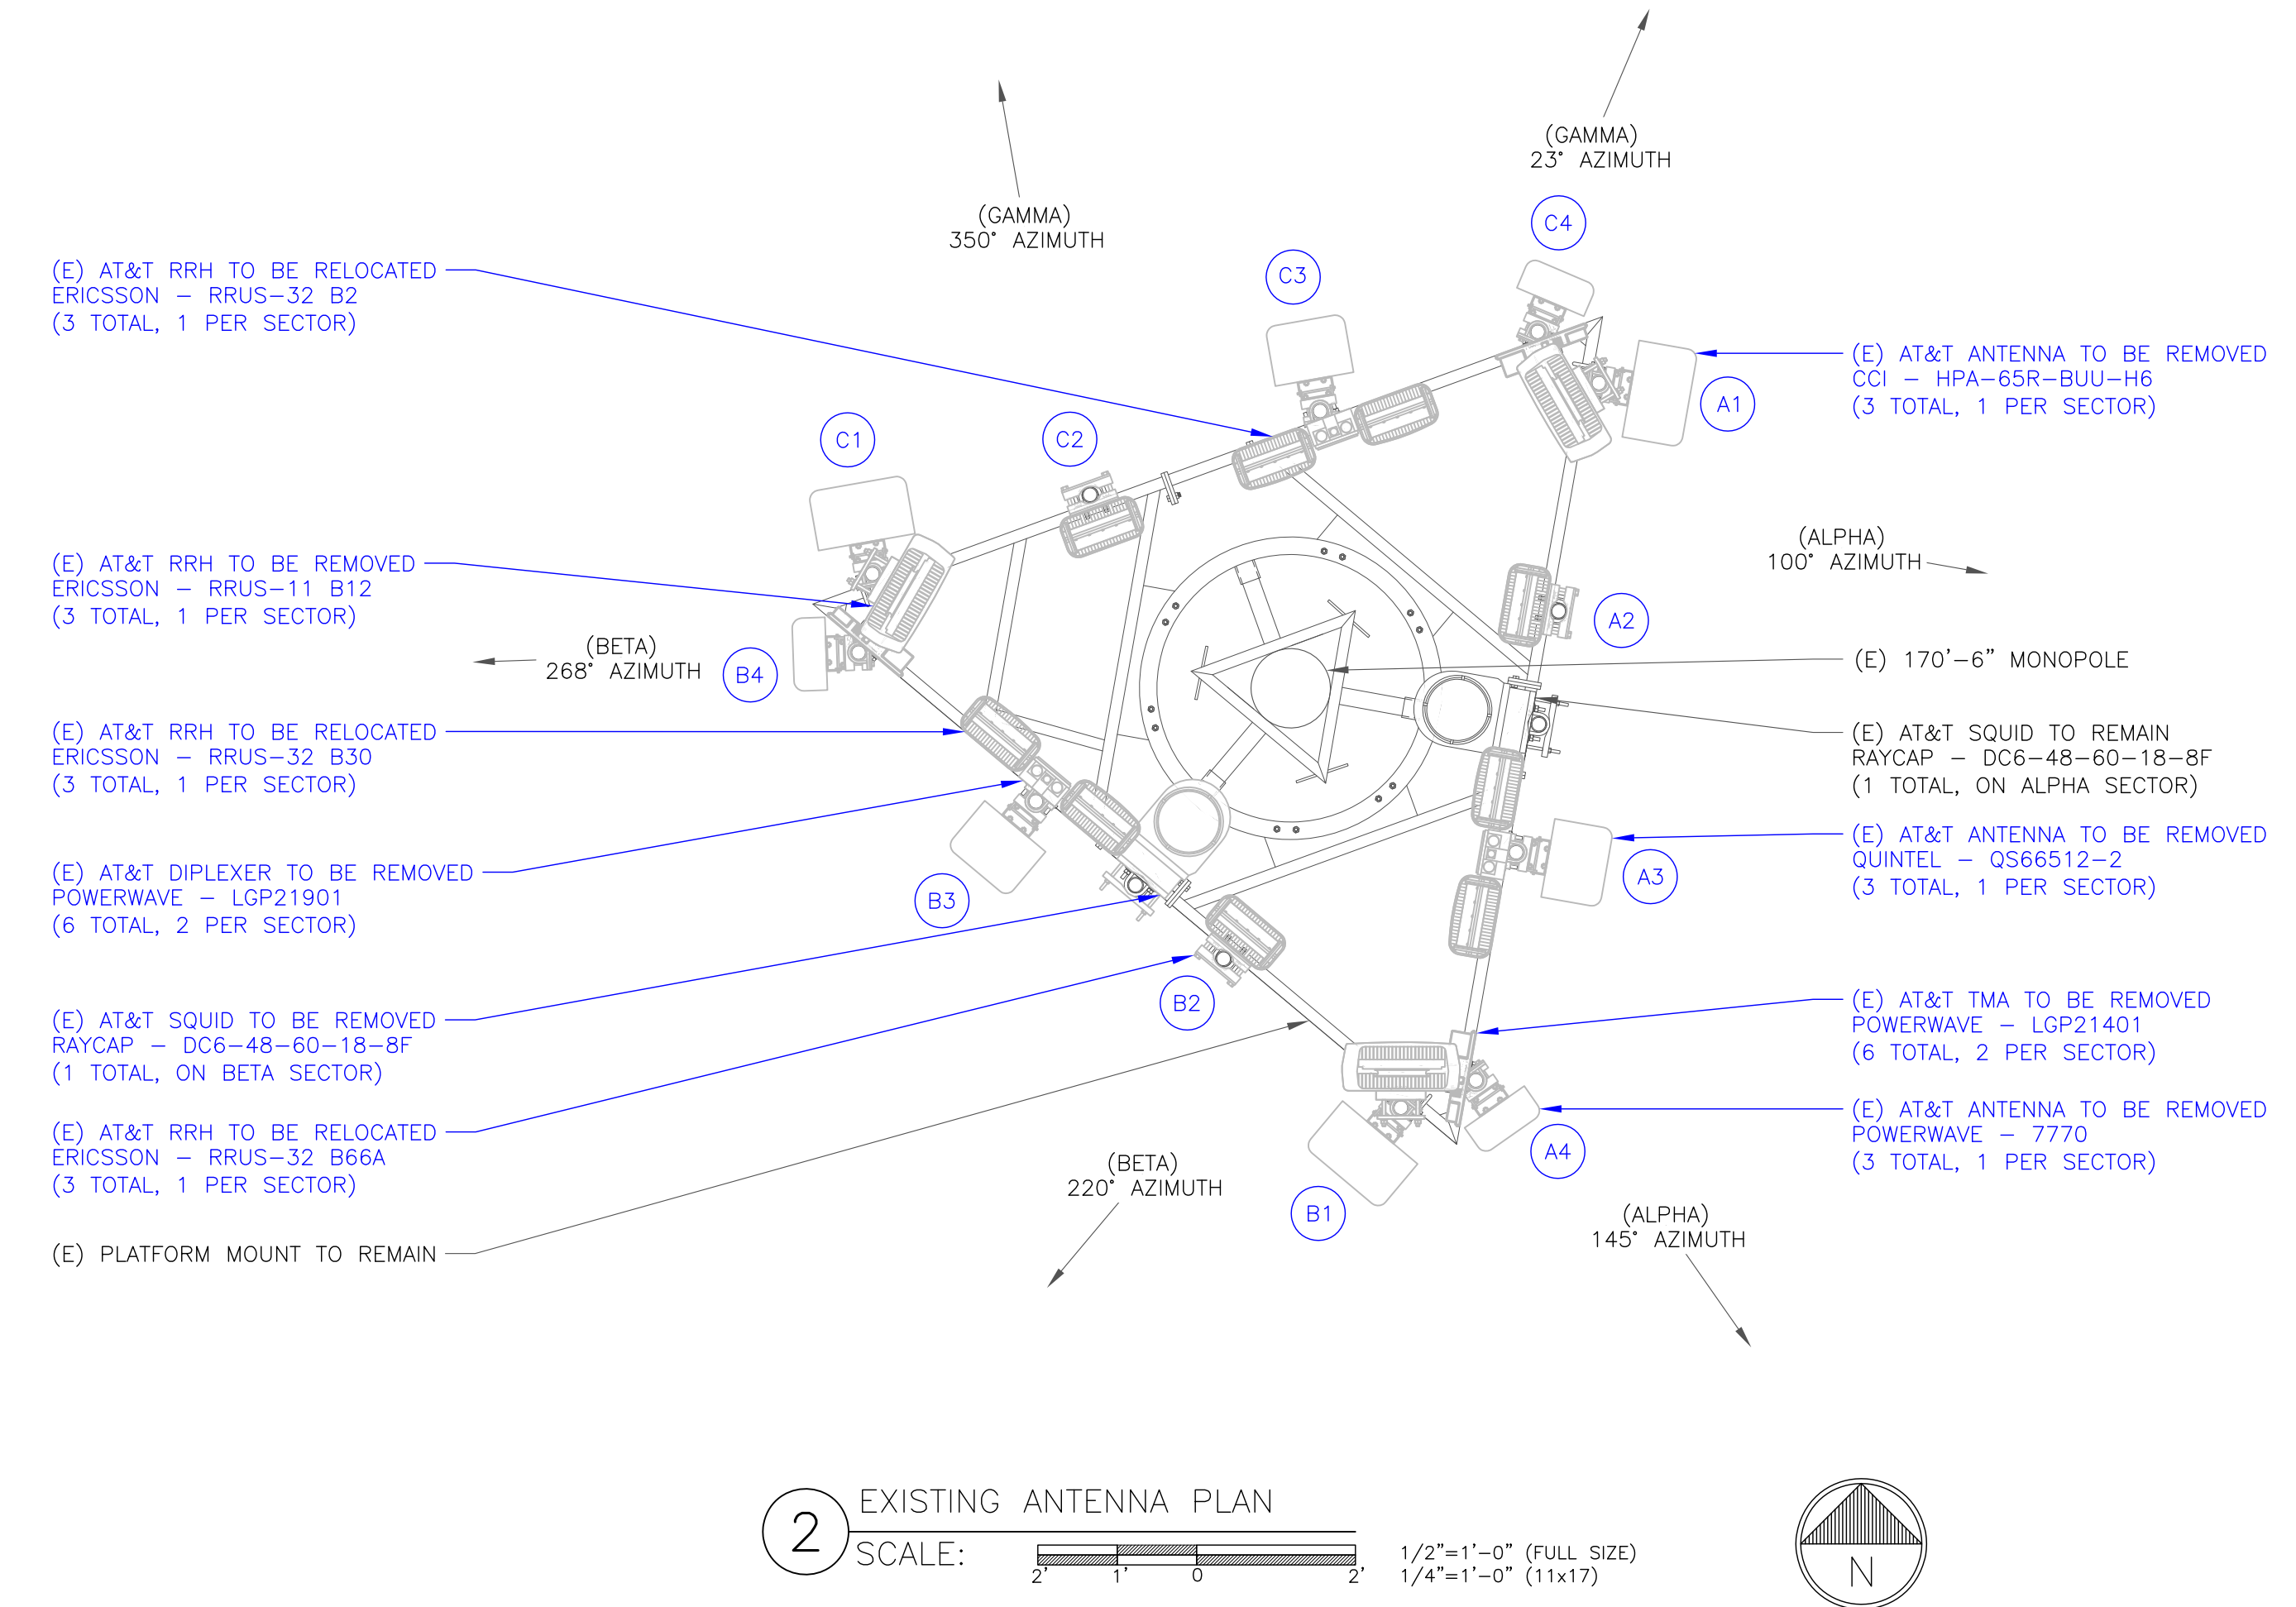 (GAMMA)
23° AZIMUTH
(GAMMA)
350° AZIMUTH
C4
C3
C1
C2
A1
(E) AT&T RRH TO BE RELOCATED
ERICSSON – RRUS–32 B2
(3 TOTAL, 1 PER SECTOR)
(E) AT&T RRH TO BE REMOVED
ERICSSON – RRUS–11 B12
(3 TOTAL, 1 PER SECTOR)
(BETA)
268° AZIMUTH
B4
(E) AT&T RRH TO BE RELOCATED
ERICSSON – RRUS–32 B30
(3 TOTAL, 1 PER SECTOR)
(E) AT&T DIPLEXER TO BE REMOVED
POWERWAVE – LGP21901
(6 TOTAL, 2 PER SECTOR)
B3
(E) AT&T SQUID TO BE REMOVED
RAYCAP – DC6–48–60–18–8F
(1 TOTAL, ON BETA SECTOR)
B2
(E) AT&T RRH TO BE RELOCATED
ERICSSON – RRUS–32 B66A
(3 TOTAL, 1 PER SECTOR)
(E) PLATFORM MOUNT TO REMAIN
(BETA)
220° AZIMUTH
B1
(E) AT&T ANTENNA TO BE REMOVED
CCI – HPA–65R–BUU–H6
(3 TOTAL, 1 PER SECTOR)
(ALPHA)
100° AZIMUTH
A2
(E) 170'–6" MONOPOLE
(E) AT&T SQUID TO REMAIN
RAYCAP – DC6–48–60–18–8F
(1 TOTAL, ON ALPHA SECTOR)
(E) AT&T ANTENNA TO BE REMOVED
QUINTEL – QS66512–2
(3 TOTAL, 1 PER SECTOR)
A3
(E) AT&T TMA TO BE REMOVED
POWERWAVE – LGP21401
(6 TOTAL, 2 PER SECTOR)
(E) AT&T ANTENNA TO BE REMOVED
POWERWAVE – 7770
(3 TOTAL, 1 PER SECTOR)
A4
(ALPHA)
145° AZIMUTH
2
EXISTING ANTENNA PLAN
SCALE:
2' 1' 0 2'
1/2"=1'–0" (FULL SIZE)
1/4"=1'–0" (11x17)
N